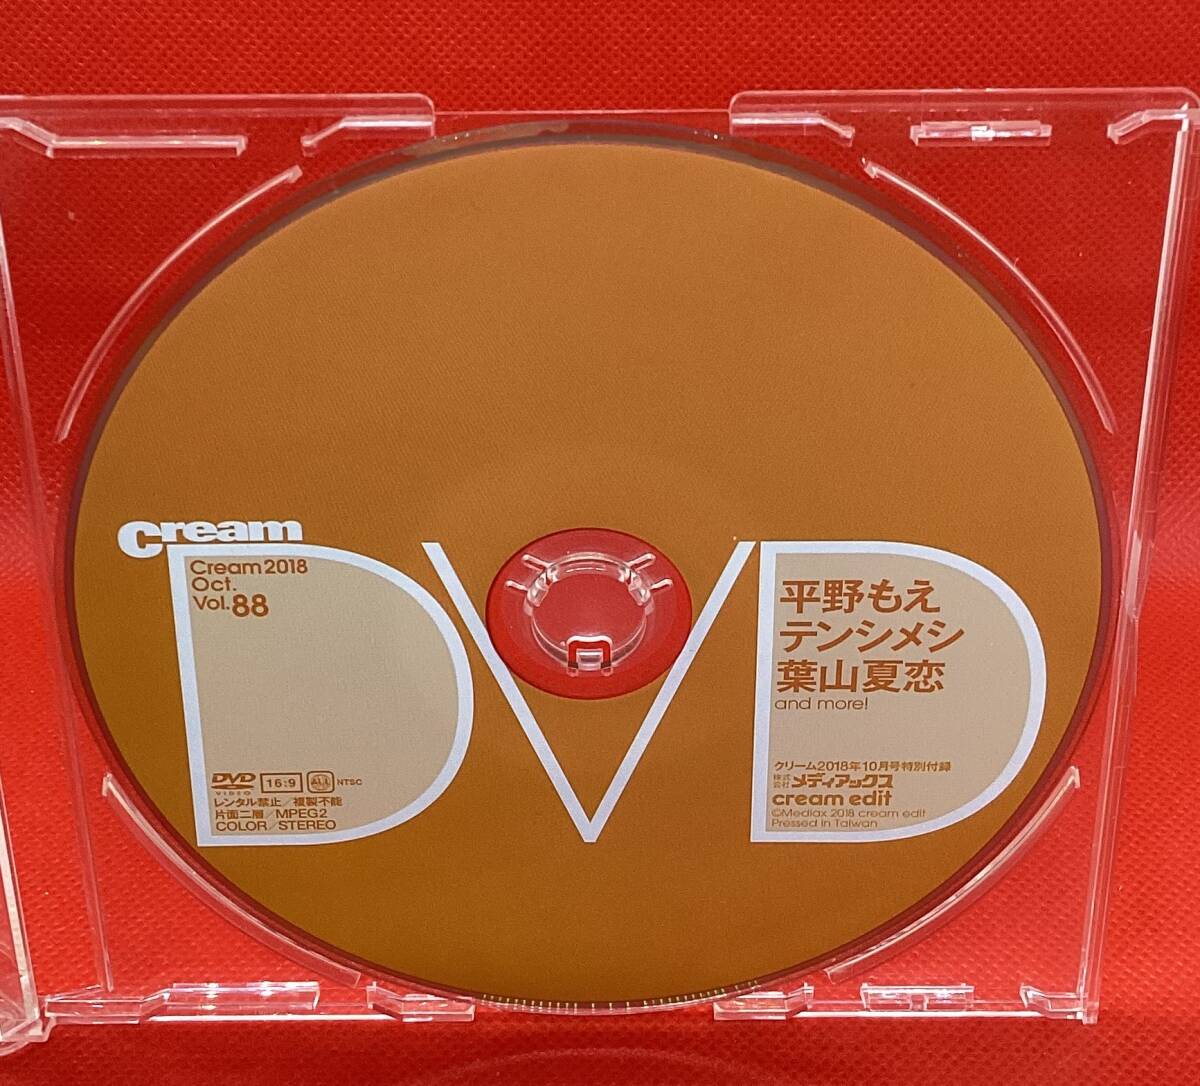 cream
DVD
Cream2018
Oct.
Vol.88
DVD
VIDEO
16:9
ALL
NTSC
レンタル禁止/複製不能
片面二層/MPEG2
COLOR/STEREO
平野もえ
テンシメシ
葉山夏恋
and more!
クリーム2018年10月号特別付録
株式会社メディアックス
cream edit
©Mediax 2018 cream edit
Pressed in Taiwan